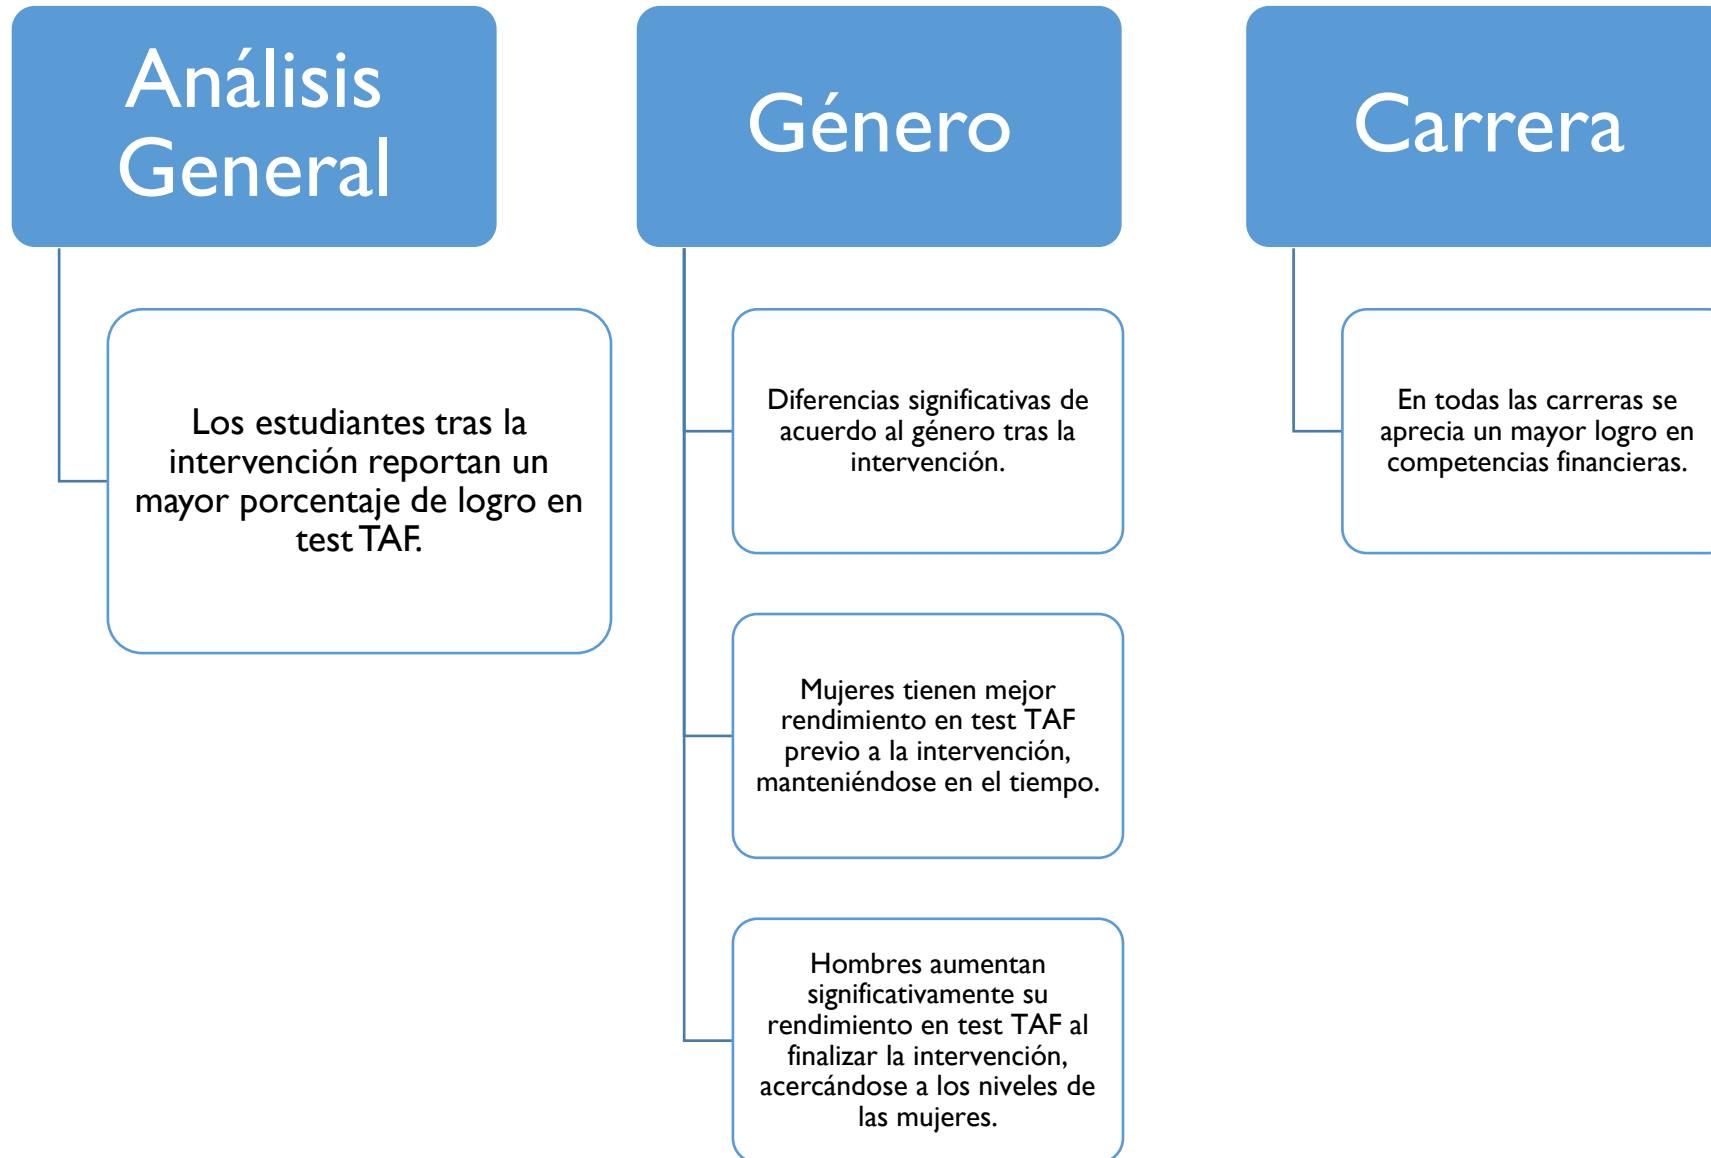 Análisis
General
Los estudiantes tras la
intervención reportan un
mayor porcentaje de logro en
test TAF.
Género
Diferencias significativas de
acuerdo al género tras la
intervención.
Mujeres tienen mejor
rendimiento en test TAF
previo a la intervención,
manteniéndose en el tiempo.
Hombres aumentan
significativamente su
rendimiento en test TAF al
finalizar la intervención,
acercándose a los niveles de
las mujeres.
Carrera
En todas las carreras se
aprecia un mayor logro en
competencias financieras.